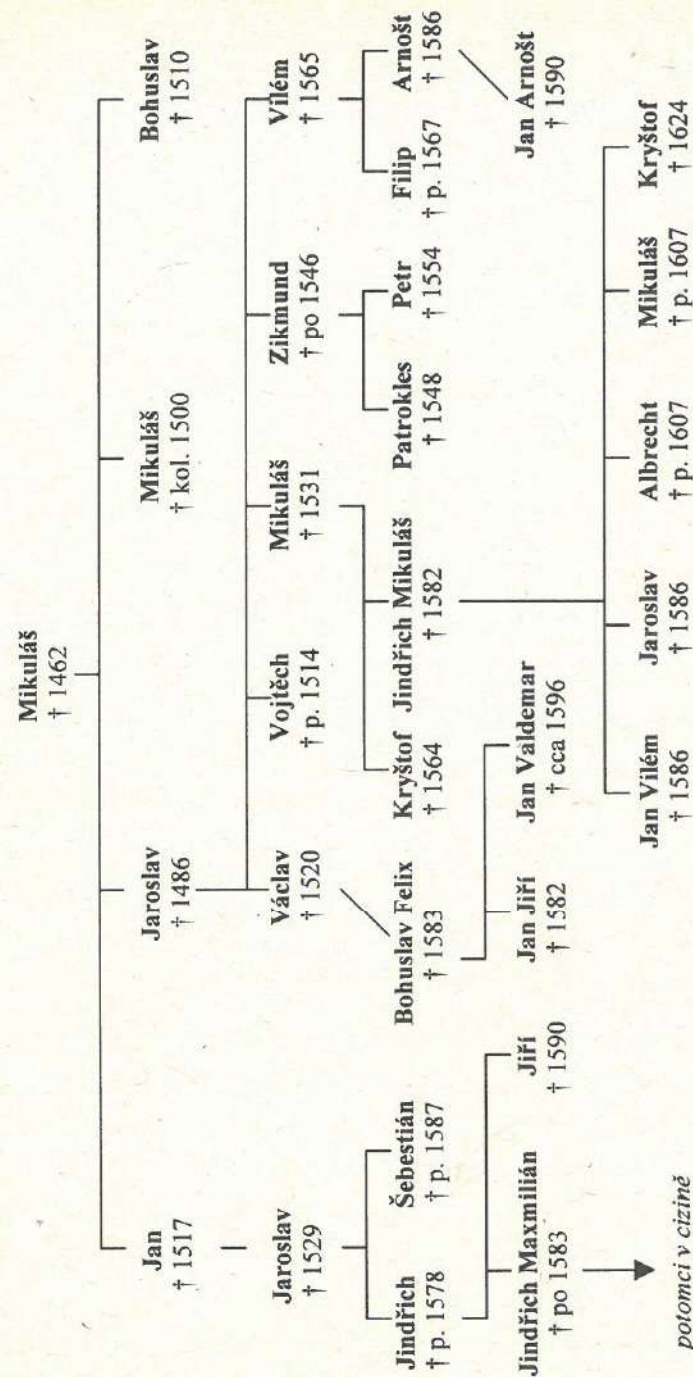 Mikuláš
† 1462
Jan
† 1517
Jaroslav
† 1486
Mikuláš
† kol. 1500
Bohuslav
† 1510
Jaroslav
† 1529
Václav
† 1520
Vojtěch
† p. 1514
Mikuláš
† 1531
Zikmund
† po 1546
Vilém
† 1565
Jindřich
† p. 1578
Šebestián
† p. 1587
Bohuslav Felix
† 1583
Kryštof
† 1564
Jindřich Mikuláš
† 1582
Patrokles
† 1548
Petr
† 1554
Filip
† p. 1567
Arnošt
† 1586
Jindřich Maxmilián
† po 1583
Jiří
† 1590
Jan Jiří
† 1582
Jan Valdemar
† cca 1596
Jan Arnošt
† 1590
potomci v cizině
Jan Vilém
† 1586
Jaroslav
† 1586
Albrecht
† p. 1607
Mikuláš
† p. 1607
Kryštof
† 1624